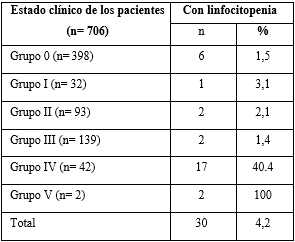 Estado clínico de los pacientes (n= 706) Con linfocitopenia
n %
Grupo 0 (n= 398) 6 1,5
Grupo I (n= 32) 1 3,1
Grupo II (n= 93) 2 2,1
Grupo III (n= 139) 2 1,4
Grupo IV (n= 42) 17 40.4
Grupo V (n= 2) 2 100
Total 30 4,2